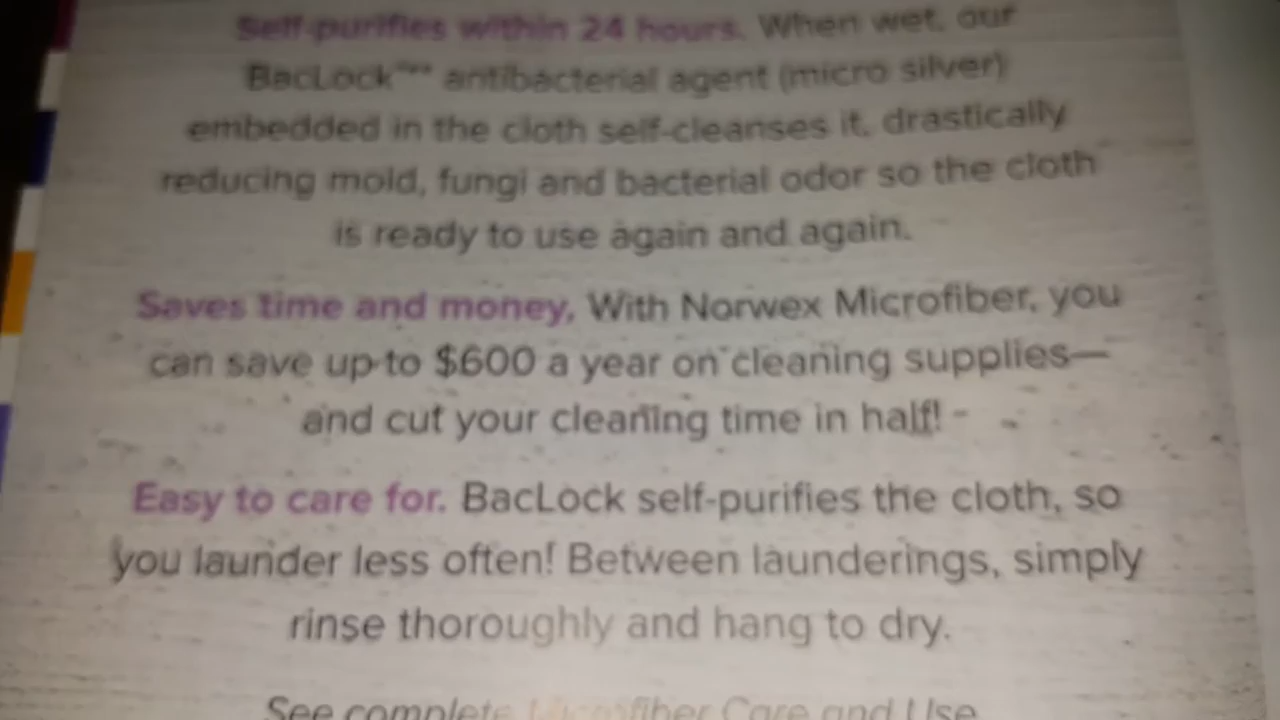 Self-purifies within 24 hours. When wet, our
BacLock™* antibacterial agent (micro silver)
embedded in the cloth self-cleanses it, drastically
reducing mold, fungi and bacterial odor so the cloth
is ready to use again and again.
Saves time and money. With Norwex Microfiber, you
can save up to $600 a year on cleaning supplies—
and cut your cleaning time in half!
Easy to care for. BacLock self-purifies the cloth, so
you launder less often! Between launderings, simply
rinse thoroughly and hang to dry.
See complete Microfiber Care and Use